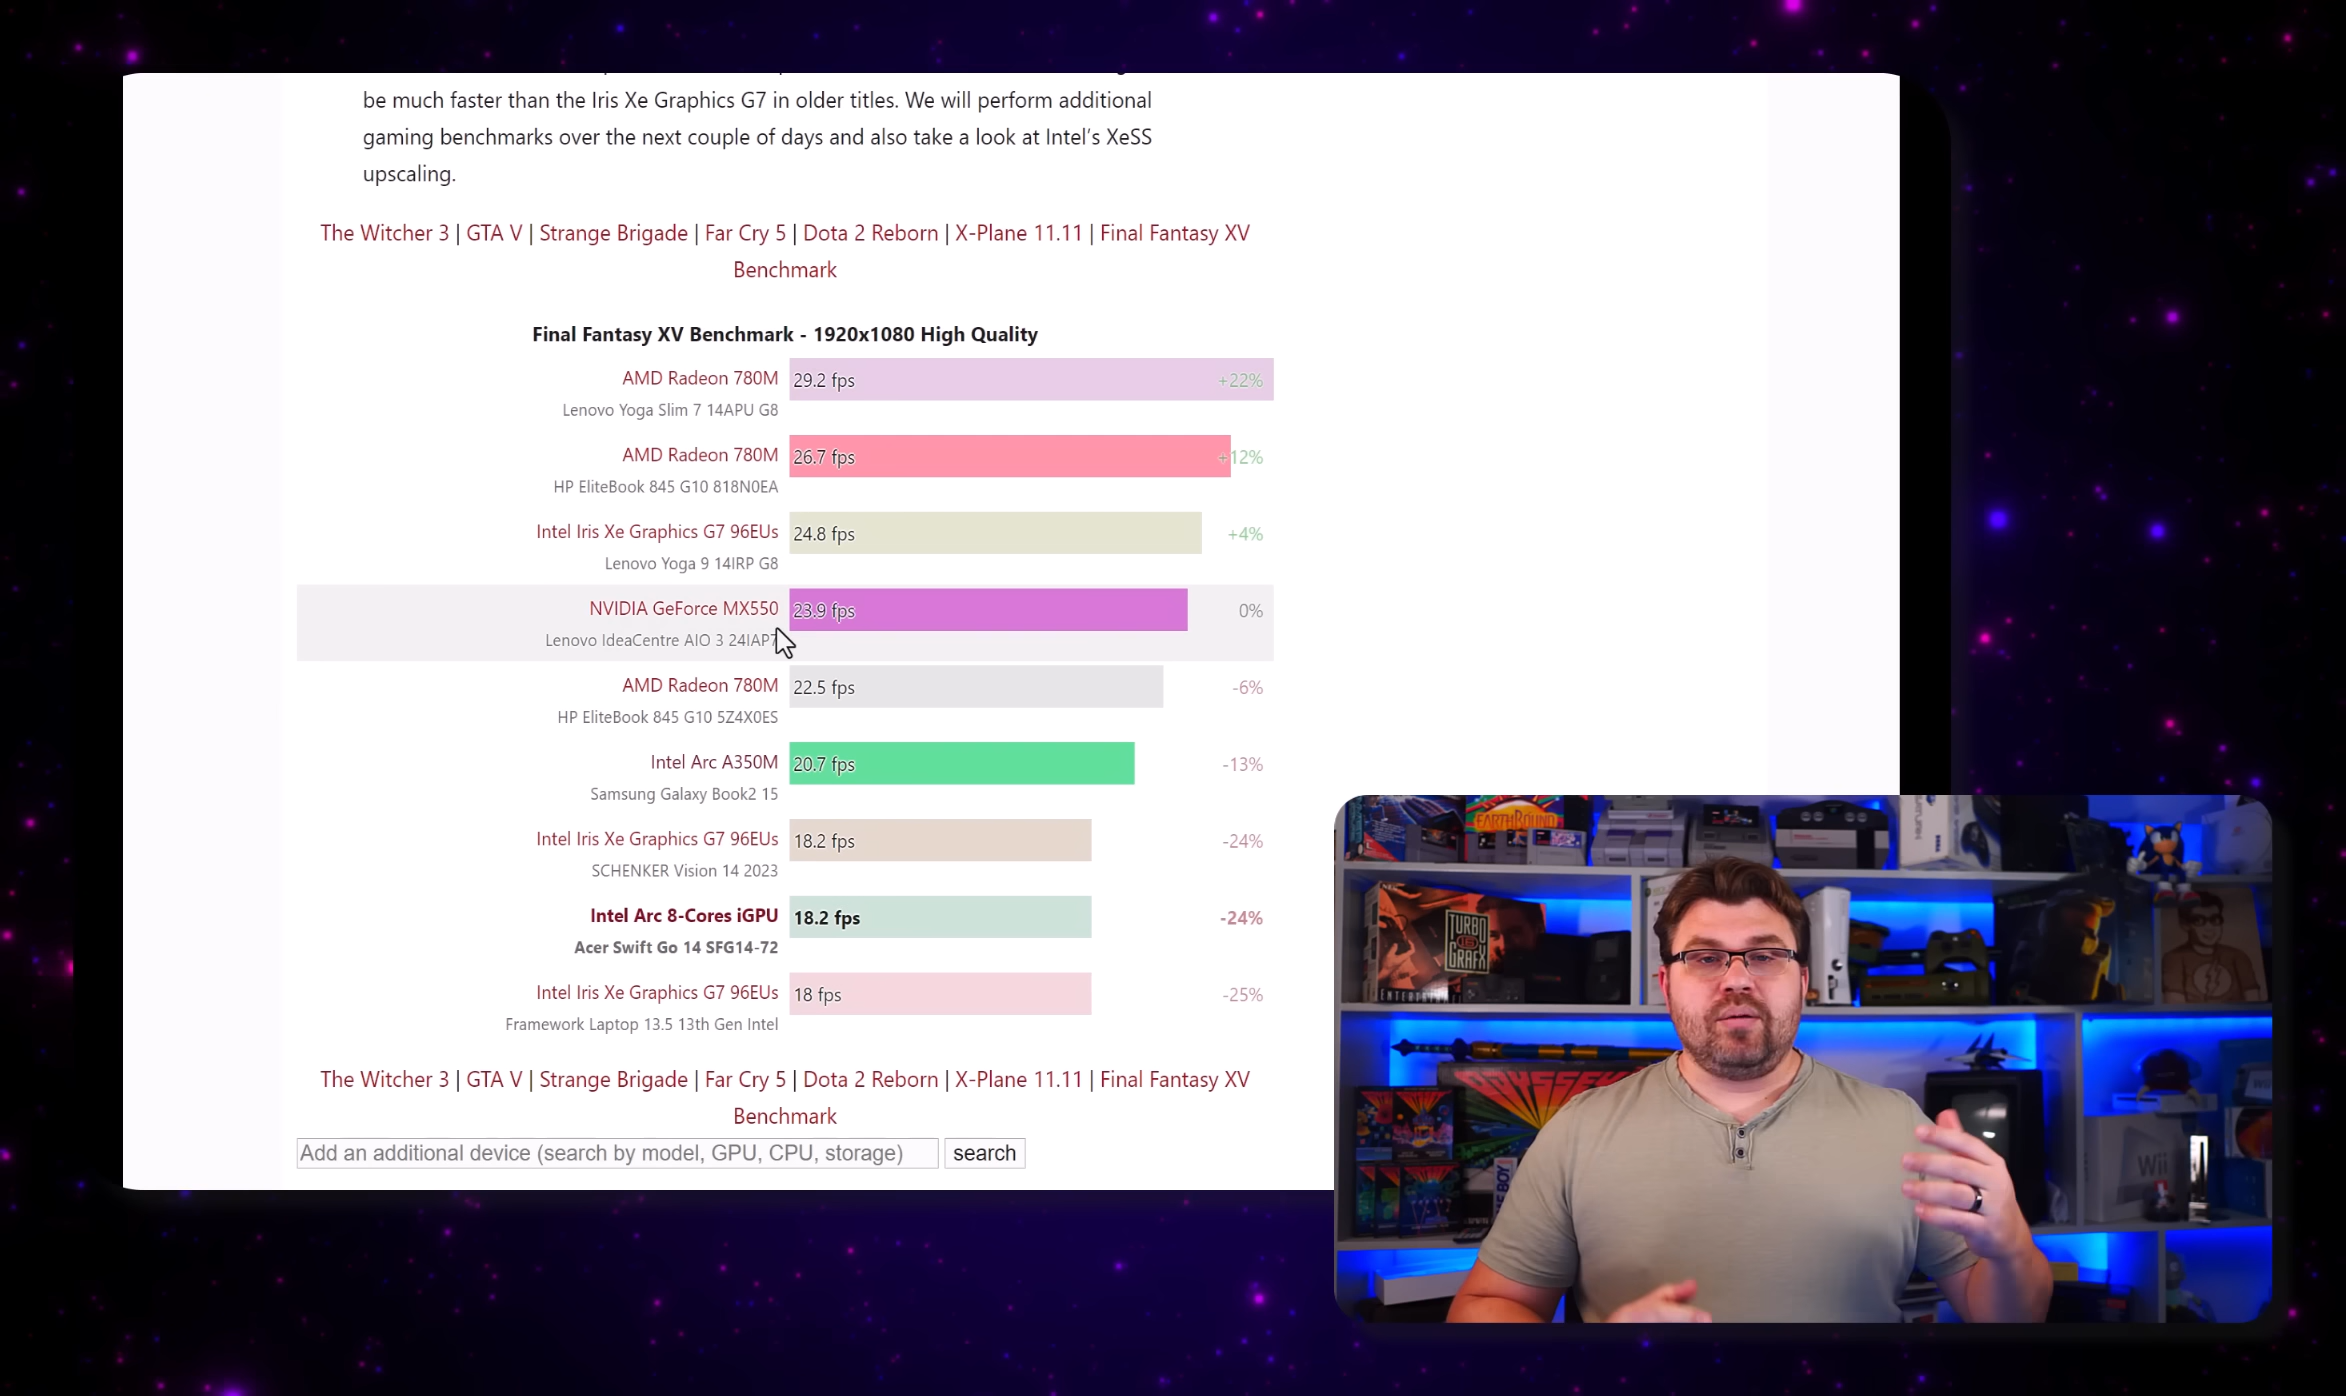 be much faster than the Iris Xe Graphics G7 in older titles. We will perform additional
gaming benchmarks over the next couple of days and also take a look at Intel's XeSS
upscaling.
The Witcher 3 | GTA V | Strange Brigade | Far Cry 5 | Dota 2 Reborn | X-Plane 11.11 | Final Fantasy XV
Benchmark
Final Fantasy XV Benchmark - 1920x1080 High Quality
AMD Radeon 780M 29.2 fps +22%
Lenovo Yoga Slim 7 14APU G8
AMD Radeon 780M 26.7 fps +12%
HP EliteBook 845 G10 818N0EA
Intel Iris Xe Graphics G7 96EUs 24.8 fps +4%
Lenovo Yoga 9 14IRP G8
NVIDIA GeForce MX550 23.9 fps 0%
Lenovo IdeaCentre AIO 3 24IAP7
AMD Radeon 780M 22.5 fps -6%
HP EliteBook 845 G10 5Z4X0ES
Intel Arc A350M 20.7 fps -13%
Samsung Galaxy Book2 15
Intel Iris Xe Graphics G7 96EUs 18.2 fps -24%
SCHENKER Vision 14 2023
Intel Arc 8-Cores iGPU 18.2 fps -24%
Acer Swift Go 14 SFG14-72
Intel Iris Xe Graphics G7 96EUs 18 fps -25%
Framework Laptop 13.5 13th Gen Intel
The Witcher 3 | GTA V | Strange Brigade | Far Cry 5 | Dota 2 Reborn | X-Plane 11.11 | Final Fantasy XV
Benchmark
Add an additional device (search by model, GPU, CPU, storage) search
EARTHBOUND
TURBO
16
GRAFX
ODYSSEY
Wii
BOY